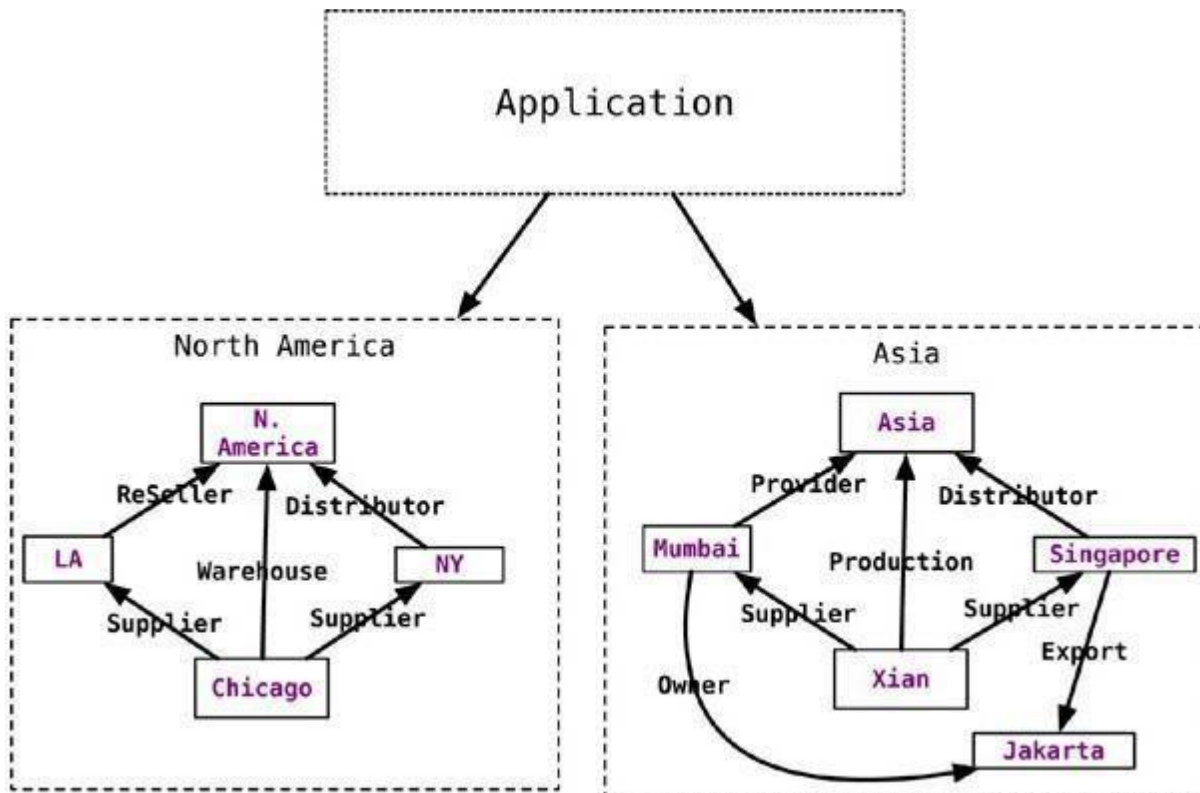 Application
North America
N.
America
ReSeller
Distributor
LA
NY
Warehouse
Supplier
Supplier
Chicago
Asia
Asia
Provider
Distributor
Mumbai
Singapore
Production
Supplier
Supplier
Export
Owner
Xian
Jakarta